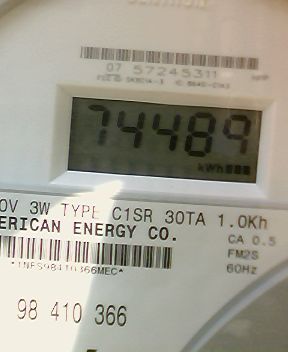 07 57245311
74489
kWh
0V 3W TYPE C1SR 30TA 1.0Kh
ERICAN ENERGY CO. CA 0.5
FM2S
60Hz
98 410 366